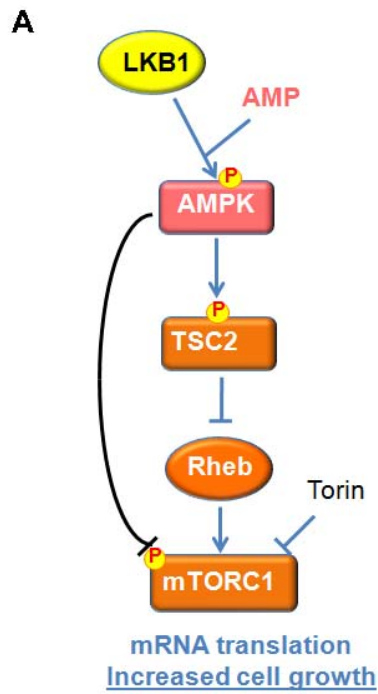 A
LKB1
AMP
P
AMPK
P
TSC2
Rheb
Torin
P
mTORC1
mRNA translation
Increased cell growth